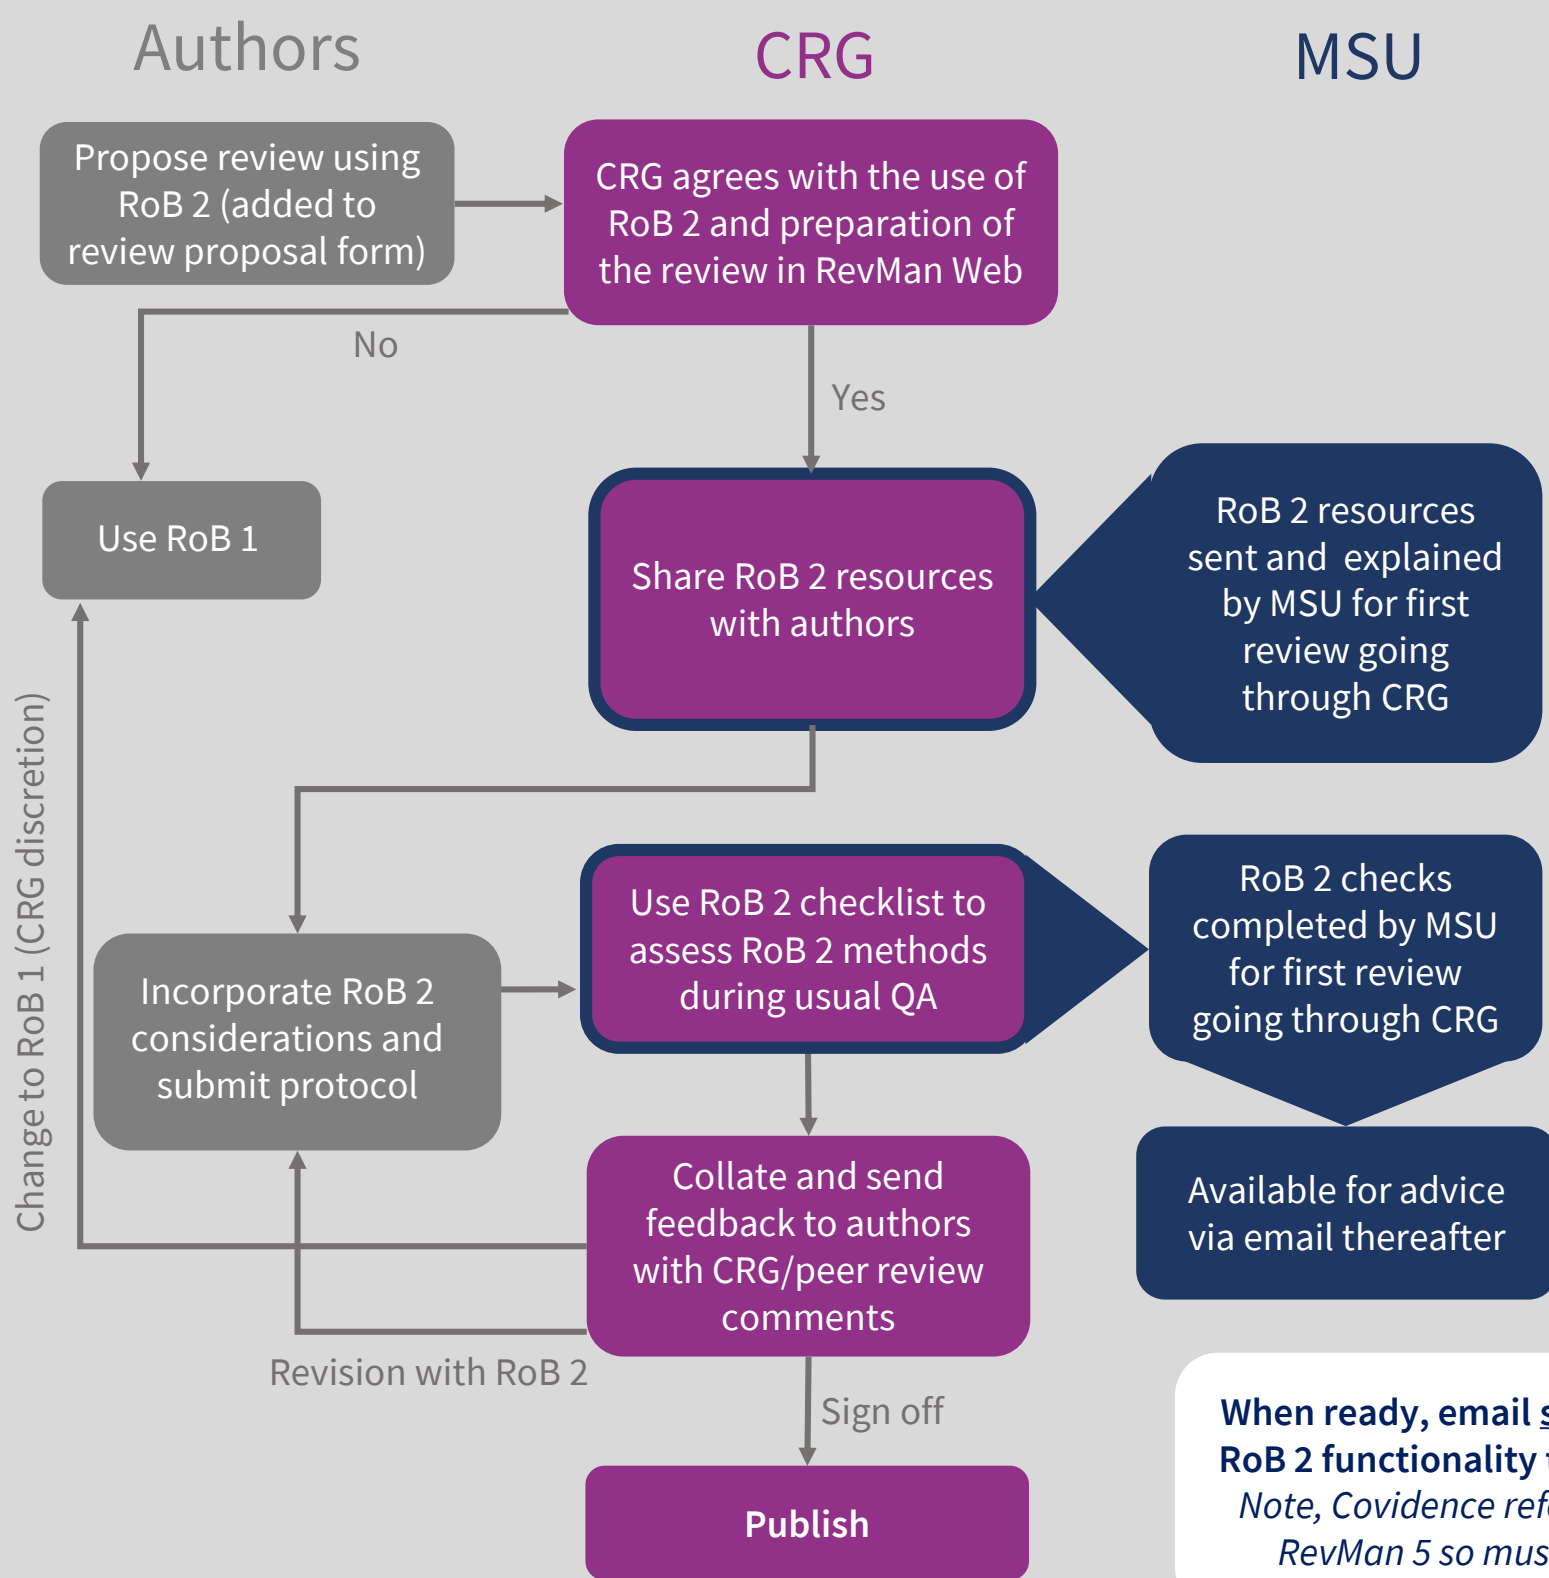 Authors
CRG
MSU
Propose review using
RoB 2 (added to
review proposal form)
CRG agrees with the use of
RoB 2 and preparation of
the review in RevMan Web
No
Yes
Use RoB 1
Share RoB 2 resources
with authors
RoB 2 resources
sent and explained
by MSU for first
review going
through CRG
Change to RoB 1 (CRG discretion)
Incorporate RoB 2
considerations and
submit protocol
Use RoB 2 checklist to
assess RoB 2 methods
during usual QA
RoB 2 checks
completed by MSU
for first review
going through CRG
Collate and send
feedback to authors
with CRG/peer review
comments
Available for advice
via email thereafter
Revision with RoB 2
Sign off
Publish
When ready, email
RoB 2 functionality
Note, Covidence
RevMan 5 so